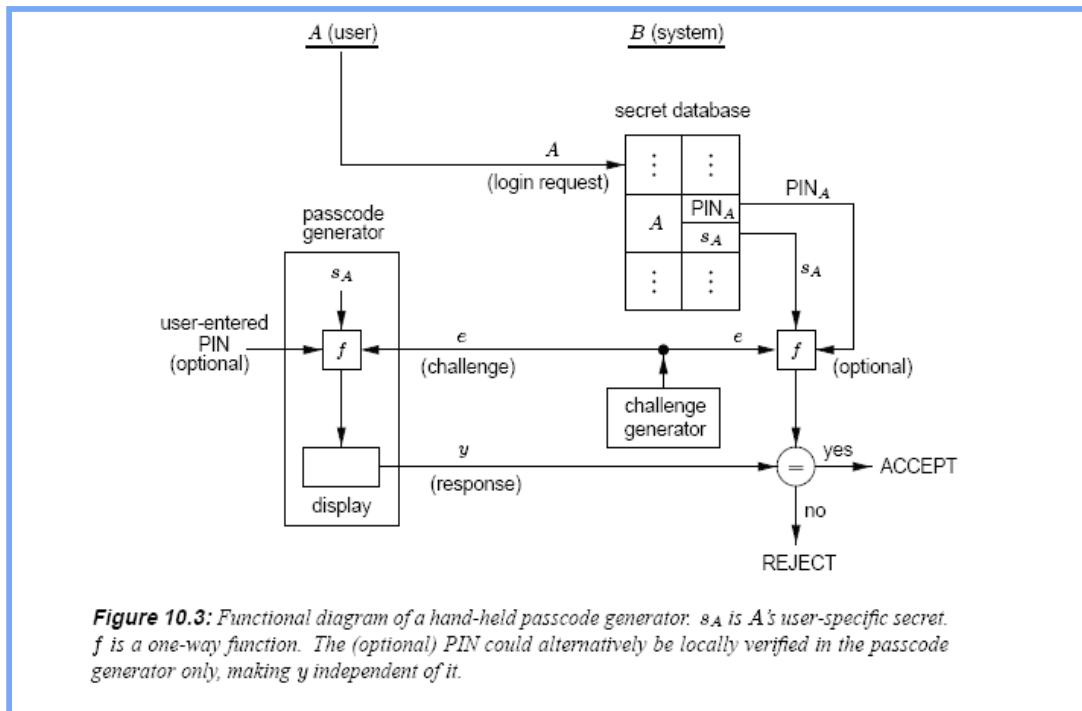 A (user)
B (system)
secret database
A
(login request)
⋮ ⋮
A
PIN_A
s_A
⋮ ⋮
PIN_A
s_A
passcode
generator
s_A
user-entered
PIN
(optional)
f
e
(challenge)
e
f
(optional)
challenge
generator
y
(response)
display
=
yes
ACCEPT
no
REJECT
Figure 10.3: Functional diagram of a hand-held passcode generator. s_A is A's user-specific secret.
f is a one-way function. The (optional) PIN could alternatively be locally verified in the passcode
generator only, making y independent of it.